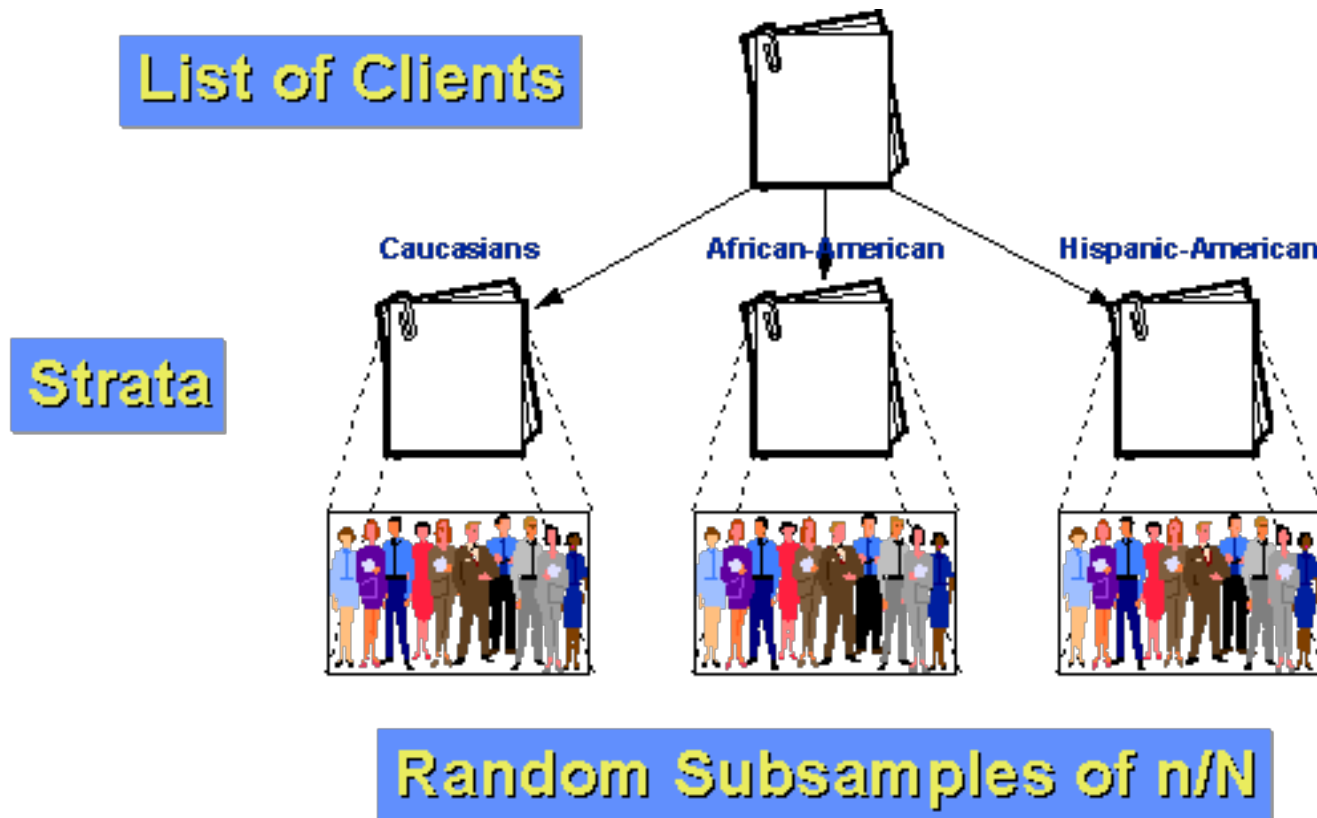 List of Clients
Caucasians
African-American
Hispanic-American
Strata
Random Subsamples of n/N